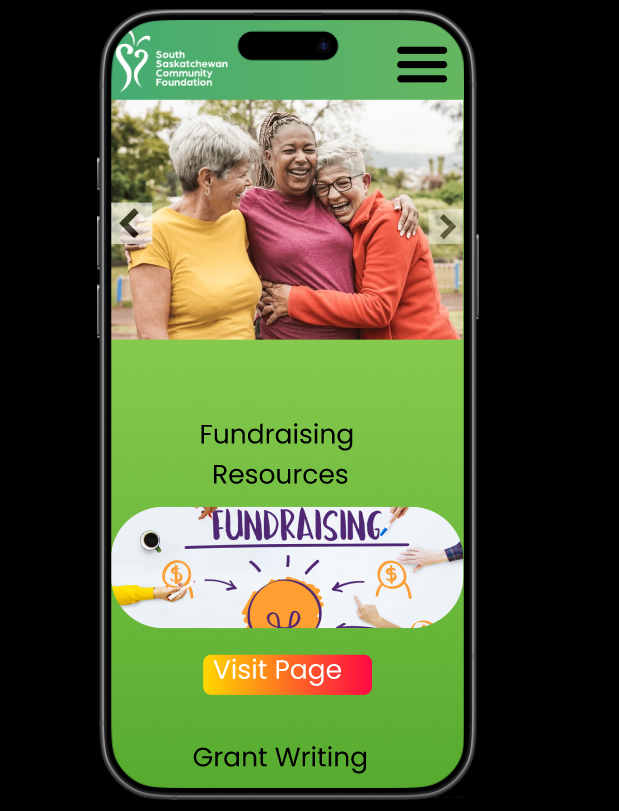 South
Saskatchewan
Community
Foundation
Fundraising
Resources
FUNDRAISING
$
$
Visit Page
Grant Writing